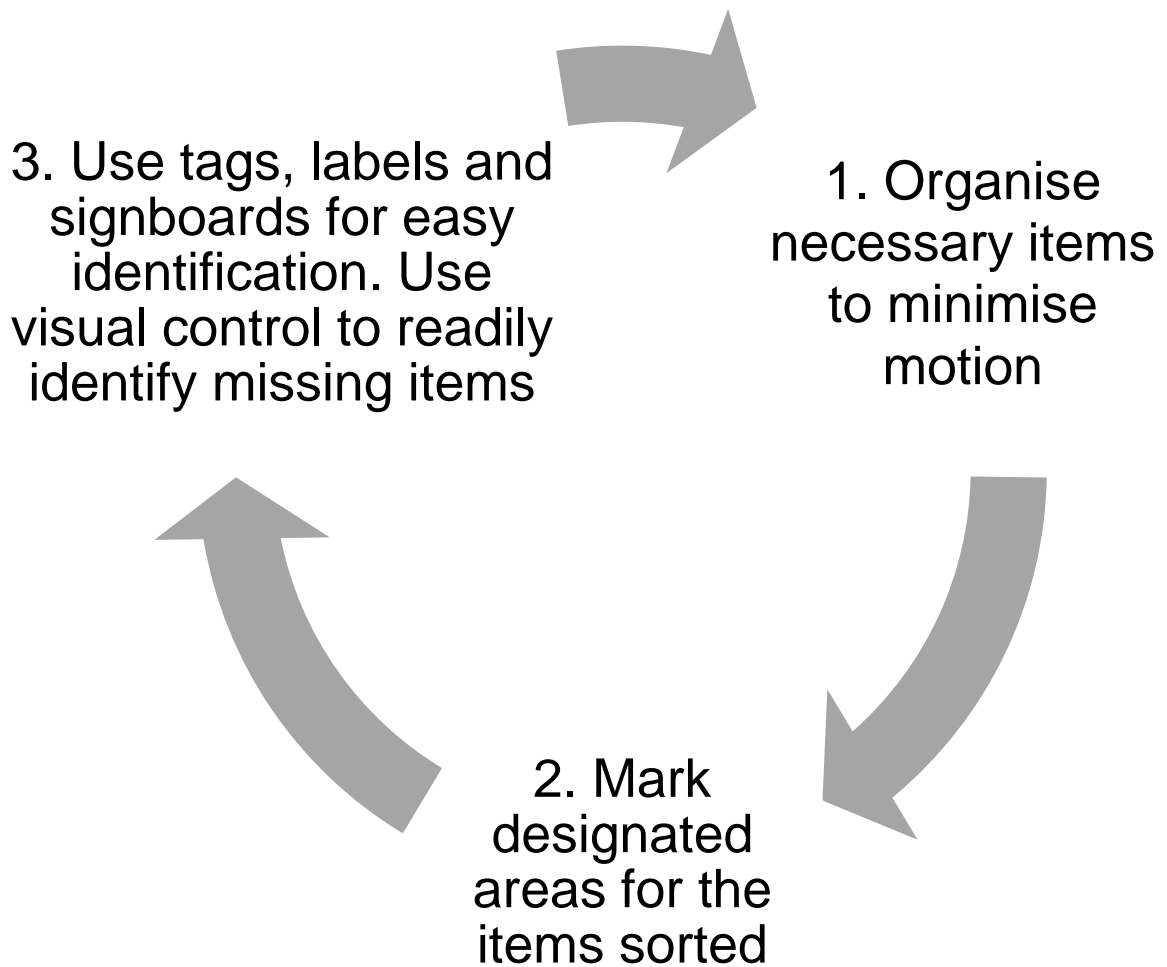 3. Use tags, labels and
signboards for easy
identification. Use
visual control to readily
identify missing items
1. Organise
necessary items
to minimise
motion
2. Mark
designated
areas for the
items sorted